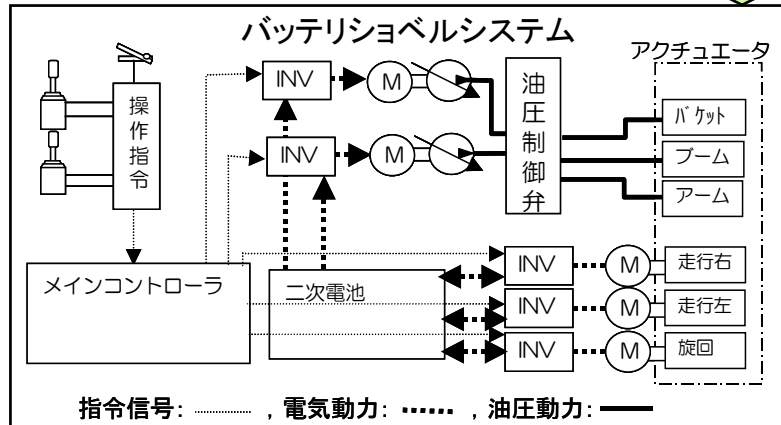 バッテリショベルシステム
アクチュエータ
操作指令
INV
M
油圧制御弁
バケット
INV
M
ブーム
アーム
メインコントローラ
二次電池
INV
M
走行右
INV
M
走行左
INV
M
旋回
指令信号: ......... , 電気動力: ······ , 油圧動力: ━━━